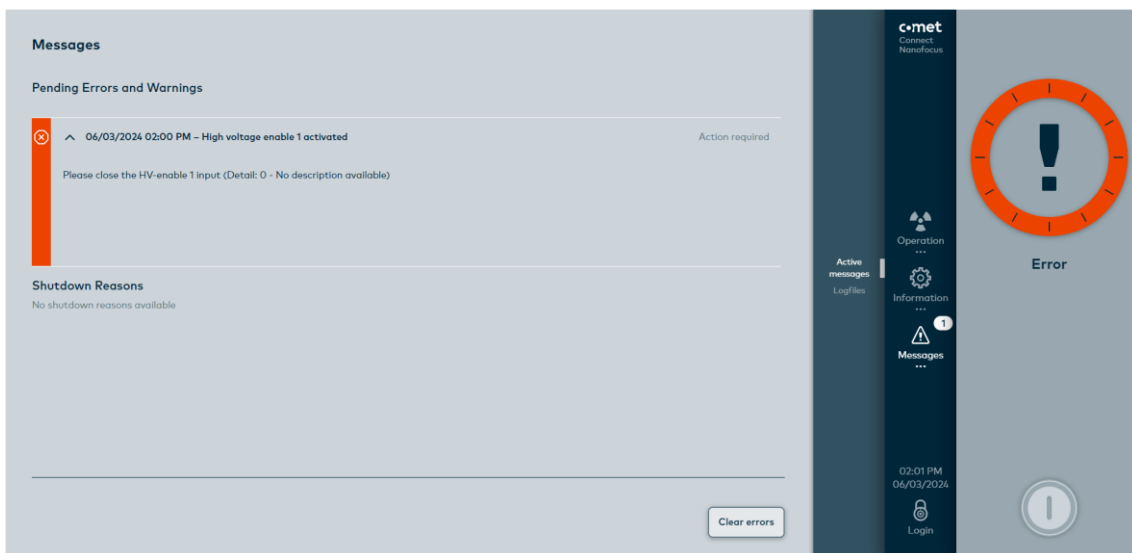 Messages
Pending Errors and Warnings
06/03/2024 02:00 PM – High voltage enable 1 activated
Action required
Please close the HV-enable 1 input (Detail: 0 - No description available)
Shutdown Reasons
No shutdown reasons available
Clear errors
Active
messages
Logfiles
comet
Connect
Nanofocus
Operation
Information
1
Messages
02:01 PM
06/03/2024
Login
!
Error